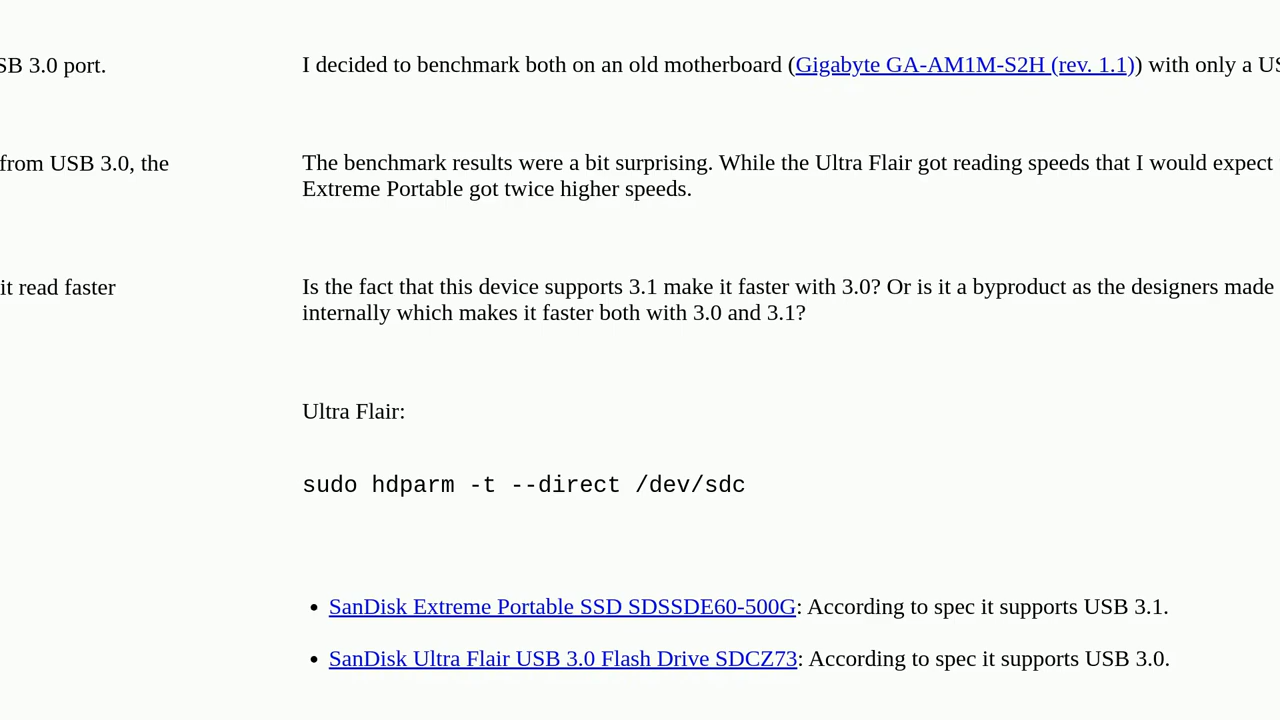 SB 3.0 port.
I decided to benchmark both on an old motherboard (Gigabyte GA-AM1M-S2H (rev. 1.1)) with only a US
from USB 3.0, the
The benchmark results were a bit surprising. While the Ultra Flair got reading speeds that I would expect
Extreme Portable got twice higher speeds.
it read faster
Is the fact that this device supports 3.1 make it faster with 3.0? Or is it a byproduct as the designers made
internally which makes it faster both with 3.0 and 3.1?
Ultra Flair:
sudo hdparm -t --direct /dev/sdc
• SanDisk Extreme Portable SSD SDSSDE60-500G: According to spec it supports USB 3.1.
• SanDisk Ultra Flair USB 3.0 Flash Drive SDCZ73: According to spec it supports USB 3.0.